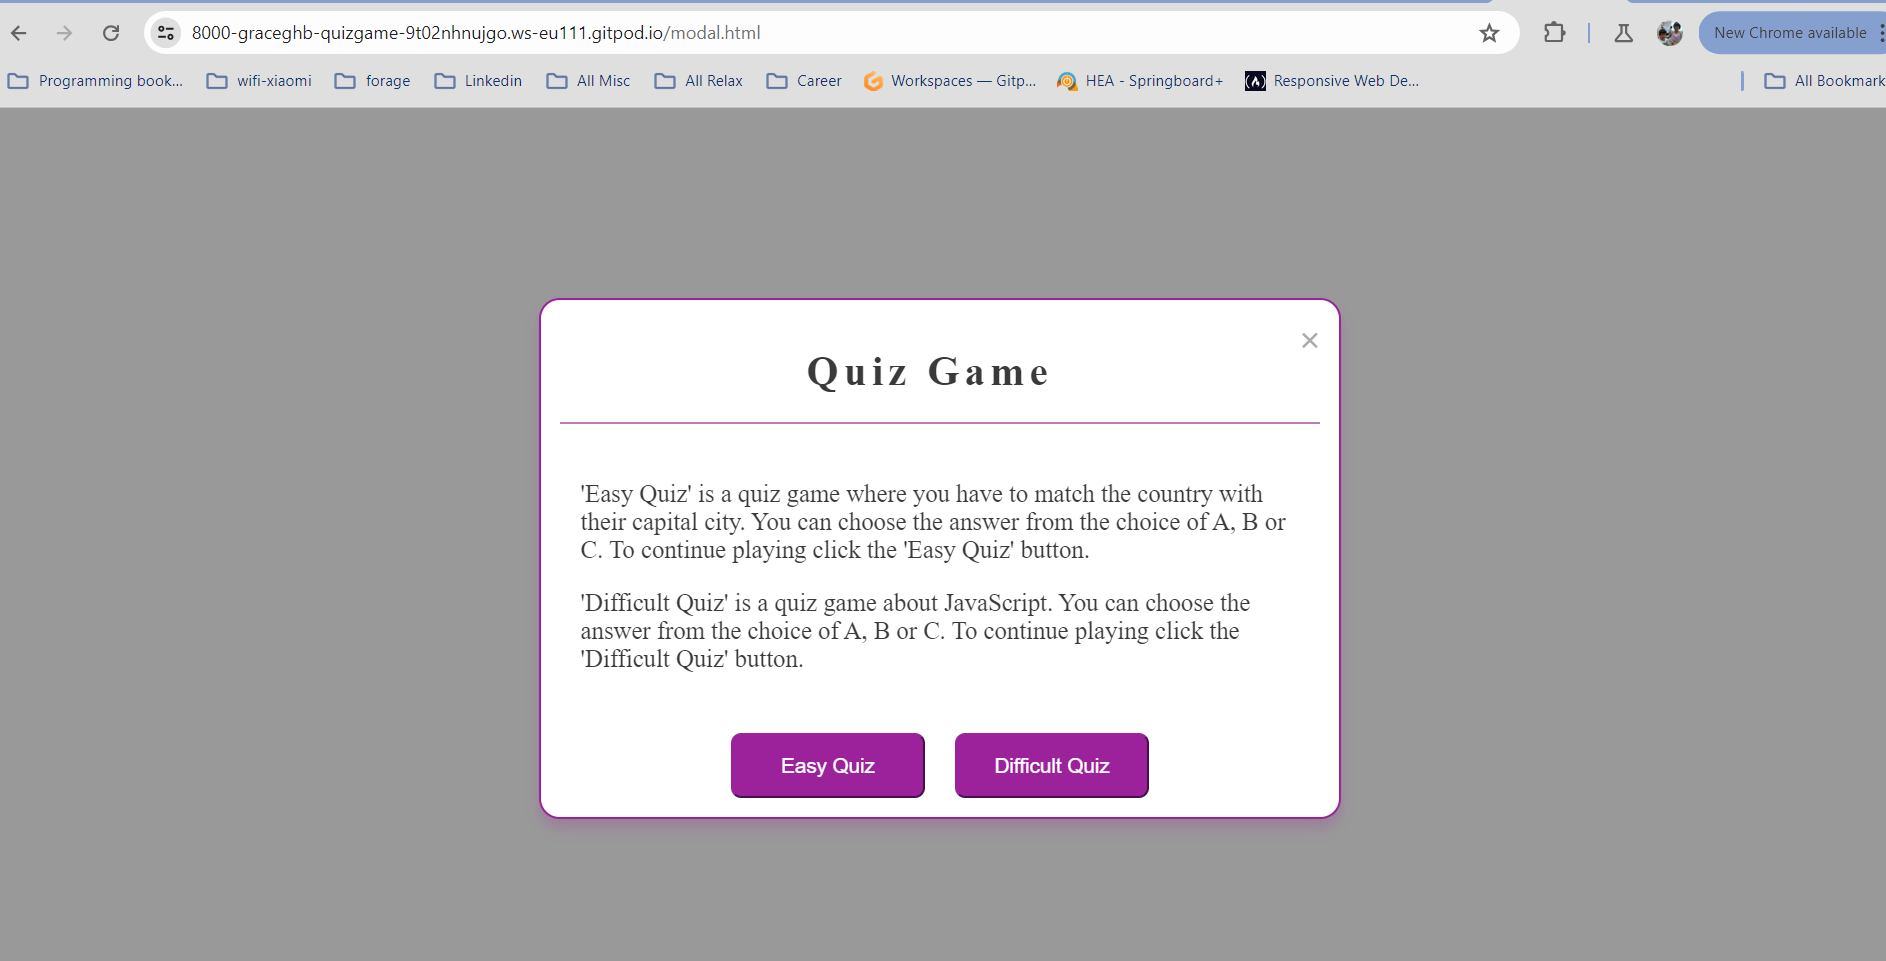 8000-graceghb-quizgame-9t02nhnujgo.ws-eu111.gitpod.io/modal.html
New Chrome available
Programming book...
wifi-xiaomi
forage
Linkedin
All Misc
All Relax
Career
Workspaces — Gitp...
HEA - Springboard+
Responsive Web De...
All Bookmark
×
Quiz Game
'Easy Quiz' is a quiz game where you have to match the country with
their capital city. You can choose the answer from the choice of A, B or
C. To continue playing click the 'Easy Quiz' button.
'Difficult Quiz' is a quiz game about JavaScript. You can choose the
answer from the choice of A, B or C. To continue playing click the
'Difficult Quiz' button.
Easy Quiz
Difficult Quiz